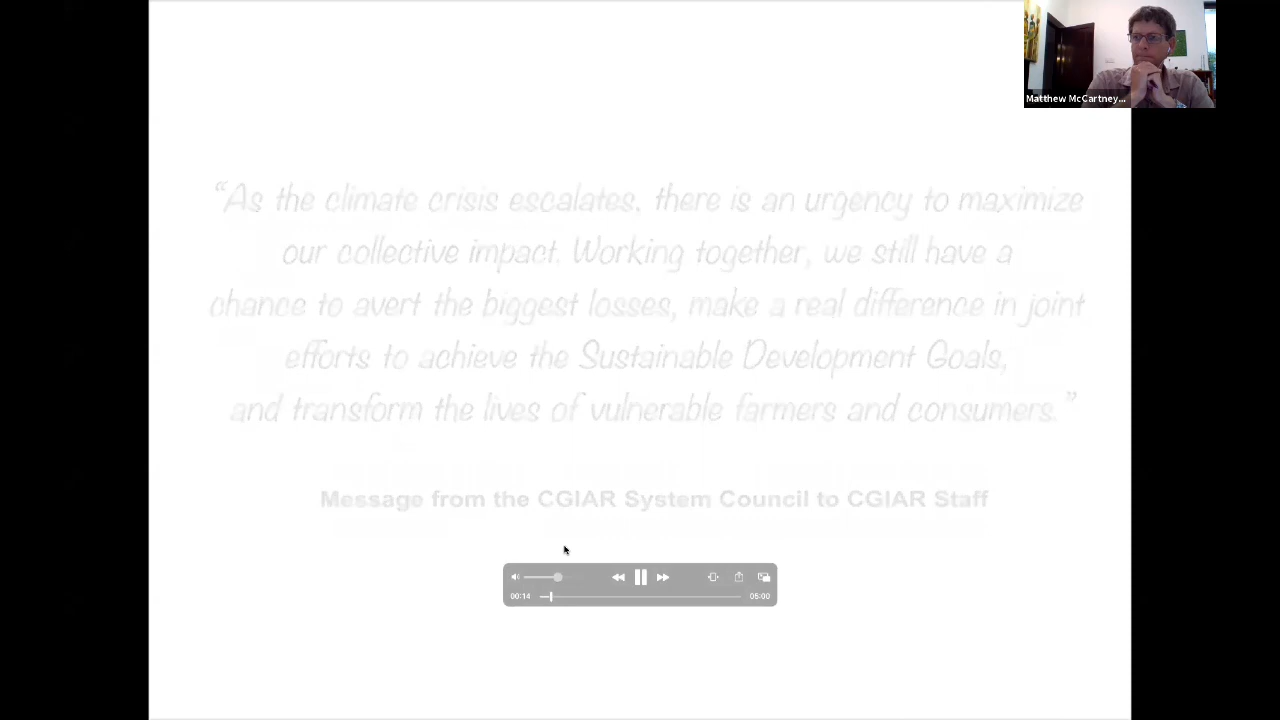 Matthew McCartney...
“As the climate crisis escalates, there is an urgency to maximize
our collective impact. Working together, we still have a
chance to avert the biggest losses, make a real difference in joint
efforts to achieve the Sustainable Development Goals,
and transform the lives of vulnerable farmers and consumers.”
Message from the CGIAR System Council to CGIAR Staff
00:14
05:00